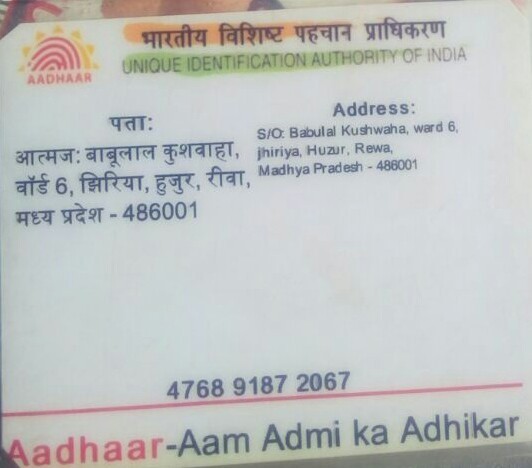 भारतीय विशिष्ट पहचान प्राधिकरण
UNIQUE IDENTIFICATION AUTHORITY OF INDIA
AADHAAR
पता:
आत्मज: बाबूलाल कुशवाहा,
वॉर्ड 6, झिरिया, हुजुर, रीवा,
मध्य प्रदेश - 486001
Address:
S/O: Babulal Kushwaha, ward 6,
jhiriya, Huzur, Rewa,
Madhya Pradesh - 486001
4768 9187 2067
Aadhaar-Aam Admi ka Adhikar